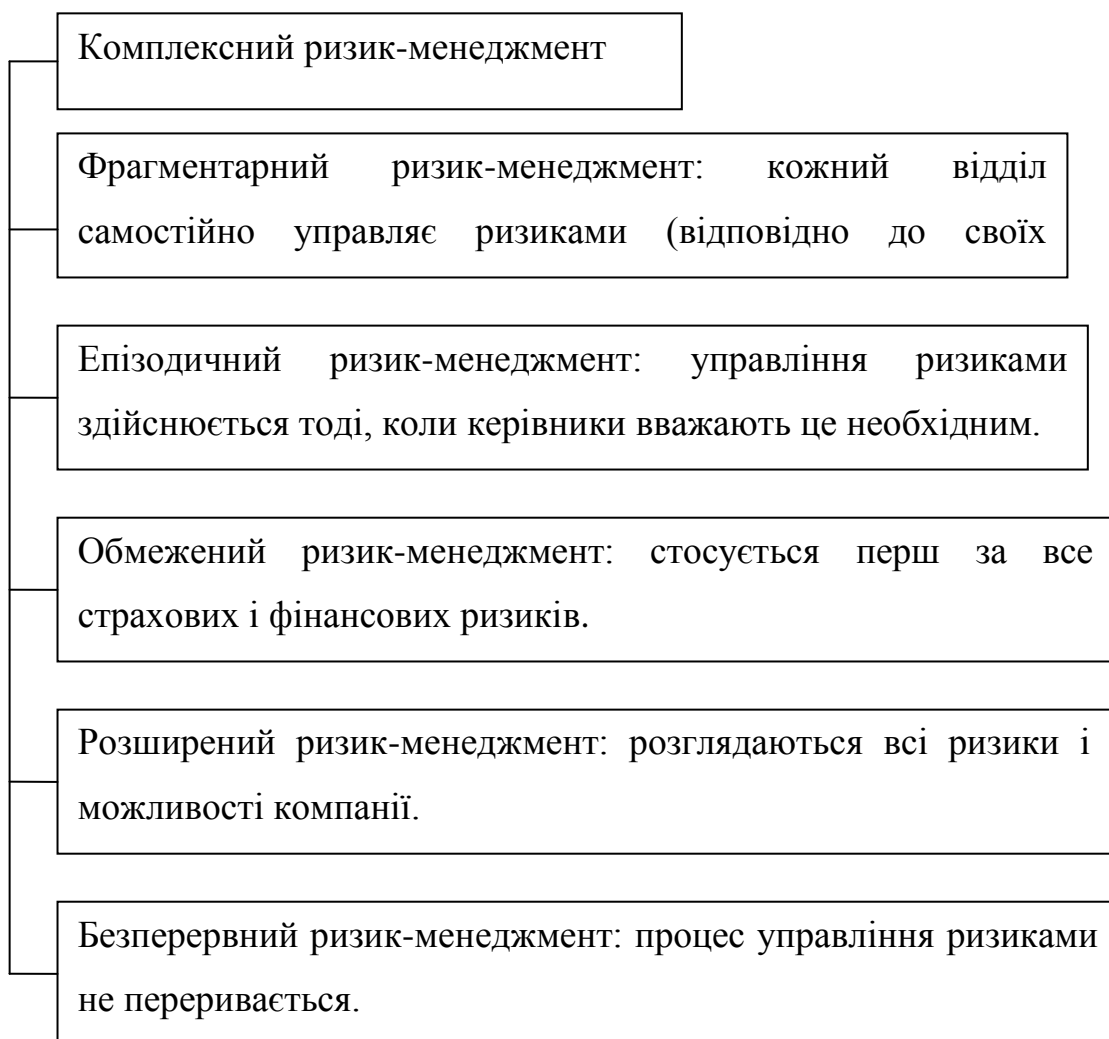 Комплексний ризик-менеджмент
Фрагментарний ризик-менеджмент: кожний відділ
самостійно управляє ризиками (відповідно до своїх
Епізодичний ризик-менеджмент: управління ризиками
здійснюється тоді, коли керівники вважають це необхідним.
Обмежений ризик-менеджмент: стосується перш за все
страхових і фінансових ризиків.
Розширений ризик-менеджмент: розглядаються всі ризики і
можливості компанії.
Безперервний ризик-менеджмент: процес управління ризиками
не переривається.